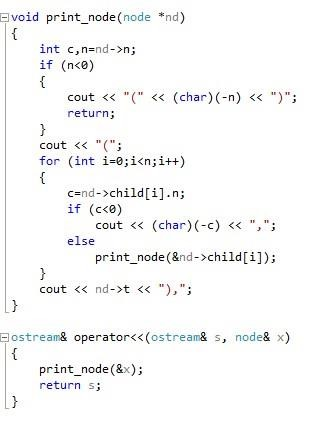 void print_node(node *nd)
{
    int c,n=nd->n;
    if (n<0)
    {
        cout << "(" << (char)(-n) << ")";
        return;
    }
    cout << "(";
    for (int i=0;i<n;i++)
    {
        c=nd->child[i].n;
        if (c<0)
            cout << (char)(-c) << ",";
        else
            print_node(&nd->child[i]);
    }
    cout << nd->t << "),";
}
ostream& operator<<(ostream& s, node& x)
{
    print_node(&x);
    return s;
}